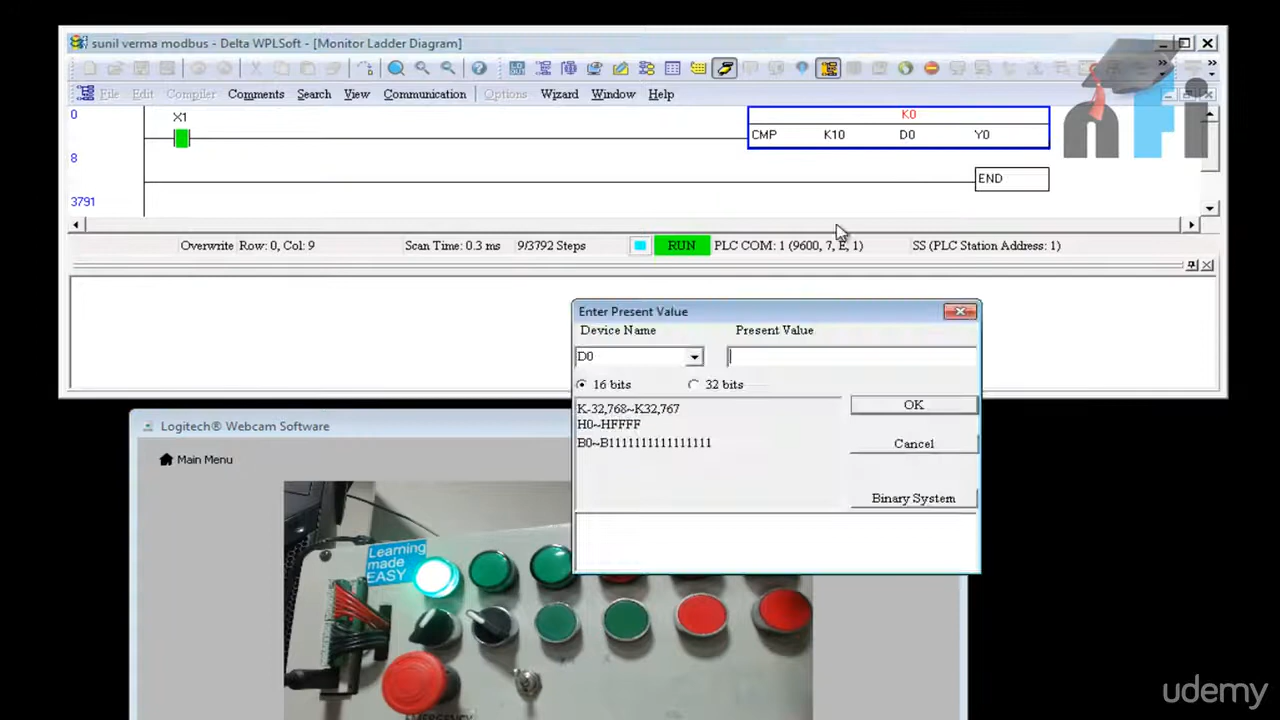 sunil verma modbus - Delta WPLSoft - [Monitor Ladder Diagram]
File Edit Compiler Comments Search View Communication Options Wizard Window Help
0
X1
K0
CMP K10 D0 Y0
8
END
3791
Overwrite Row: 0, Col: 9 Scan Time: 0.3 ms 9/3792 Steps RUN PLC COM: 1 (9600, 7, E, 1) SS (PLC Station Address: 1)
nfi
Enter Present Value
Device Name Present Value
D0
16 bits 32 bits
K-32,768~K32,767
H0~HFFFF
B0~B1111111111111111
OK
Cancel
Binary System
Logitech® Webcam Software
Main Menu
Learning
made
EASY
EMERGENCY
udemy